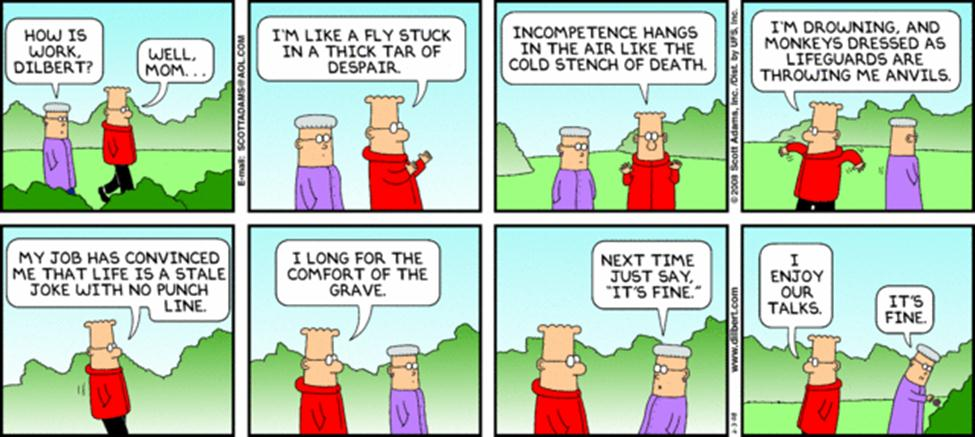 HOW IS
WORK,
DILBERT?
WELL,
MOM...
E-mail: SCOTTADAMS@AOL.COM
I'M LIKE A FLY STUCK
IN A THICK TAR OF
DESPAIR.
INCOMPETENCE HANGS
IN THE AIR LIKE THE
COLD STENCH OF DEATH.
©2008 Scott Adams, Inc./Dist. by UFS, Inc.
I'M DROWNING, AND
MONKEYS DRESSED AS
LIFEGUARDS ARE
THROWING ME ANVILS.
MY JOB HAS CONVINCED
ME THAT LIFE IS A STALE
JOKE WITH NO PUNCH
LINE.
I LONG FOR THE
COMFORT OF THE
GRAVE.
NEXT TIME
JUST SAY,
"IT'S FINE."
www.dilbert.com
I
ENJOY
OUR
TALKS.
IT'S
FINE.